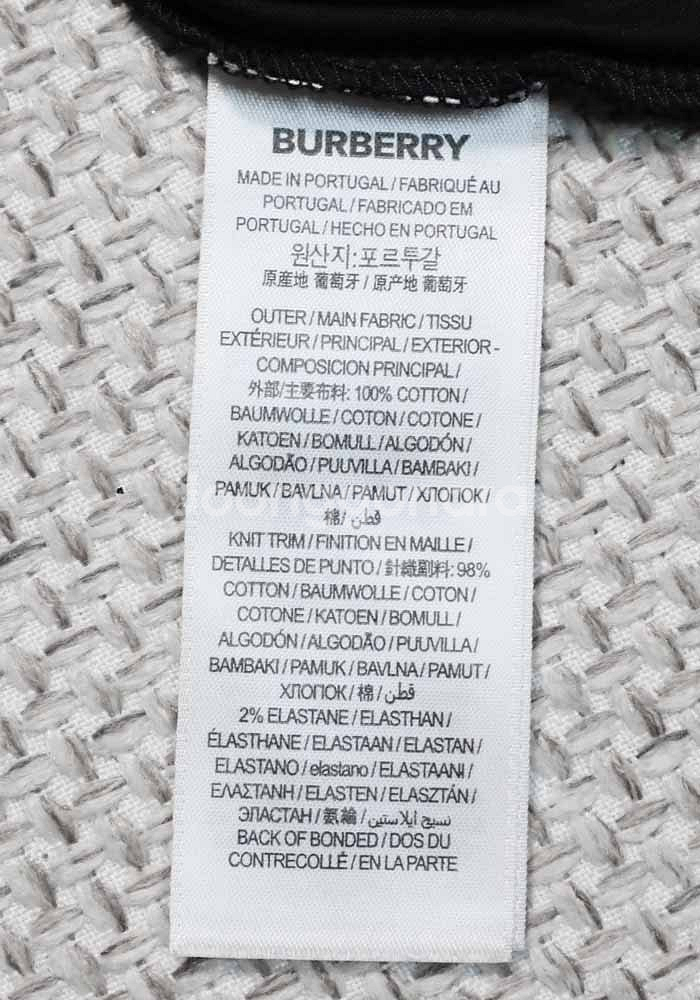 BURBERRY
MADE IN PORTUGAL / FABRIQUÉ AU
PORTUGAL / FABRICADO EM
PORTUGAL / HECHO EN PORTUGAL
원산지:포르투갈
原産地 葡萄牙 / 原产地 葡萄牙
OUTER / MAIN FABRIC / TISSU
EXTÉRIEUR / PRINCIPAL / EXTERIOR -
COMPOSICION PRINCIPAL /
外部/主要布料: 100% COTTON /
BAUMWOLLE / COTON / COTONE /
KATOEN / BOMULL / ALGODÓN /
ALGODÃO / PUUVILLA / BAMBAKI /
PAMUK / BAVLNA / PAMUT / ХЛОПОК /
棉 / قطن /
KNIT TRIM / FINITION EN MAILLE /
DETALLES DE PUNTO / 針織副料: 98%
COTTON / BAUMWOLLE / COTON /
COTONE / KATOEN / BOMULL /
ALGODÓN / ALGODÃO / PUUVILLA /
BAMBAKI / PAMUK / BAVLNA / PAMUT /
ХЛОПОК / 棉 / قطن /
2% ELASTANE / ELASTHAN /
ÉLASTHANE / ELASTAAN / ELASTAN /
ELASTANO / elastano / ELASTAANI /
ΕΛΑΣΤΑΝΗ / ELASTEN / ELASZTÁN /
ЭЛАСТАН / 氨綸 / نسيج إيلاستين /
BACK OF BONDED / DOS DU
CONTRECOLLÉ / EN LA PARTE